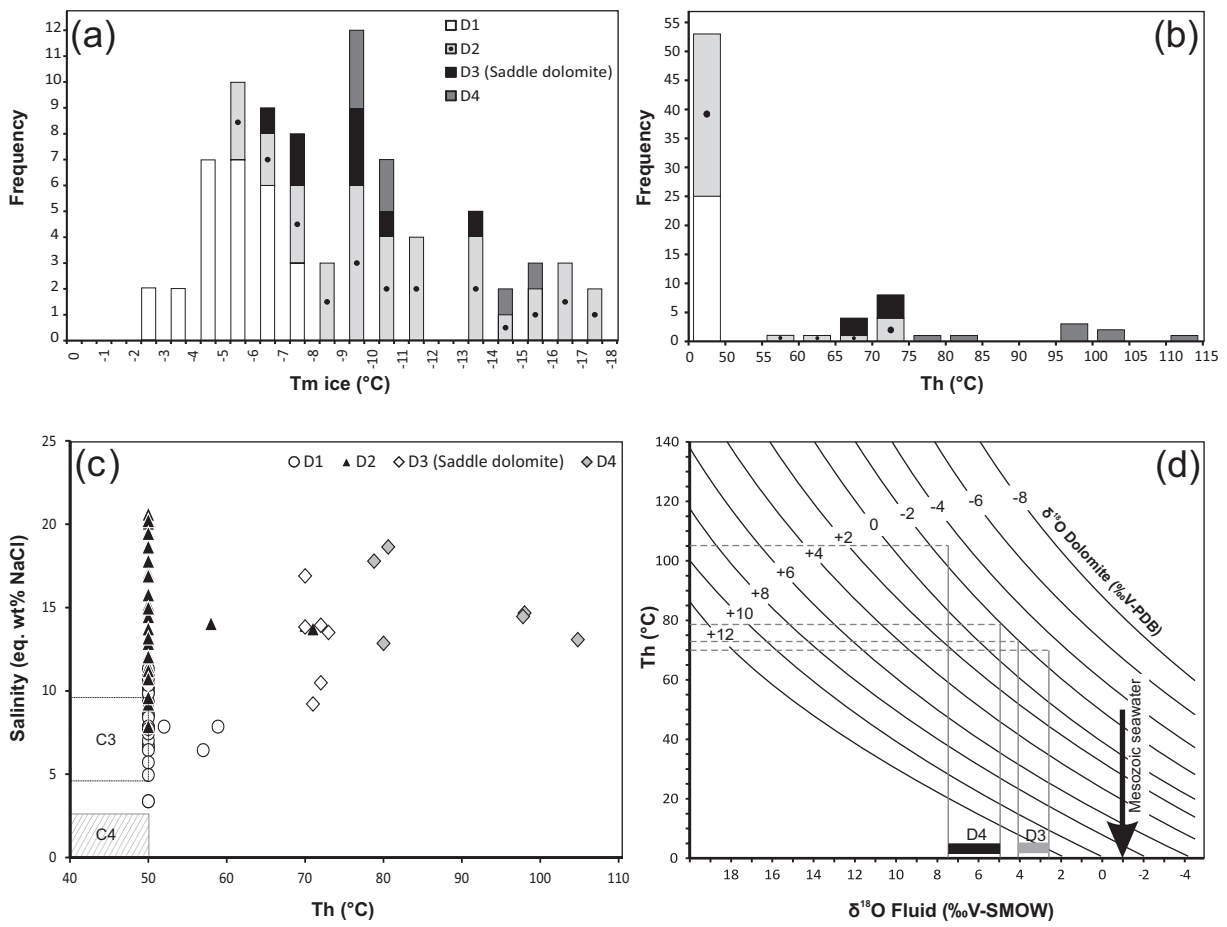 (a)
D1
D2
D3 (Saddle dolomite)
D4
Frequency
12
11
10
9
8
7
6
5
4
3
2
1
0
0 -1 -2 -3 -4 -5 -6 -7 -8 -9 -10 -11 -12 -13 -14 -15 -16 -17 -18
Tm ice (°C)
(b)
Frequency
55
50
45
40
35
30
25
20
15
10
5
0
0 50 55 60 65 70 75 80 85 90 95 100 105 110 115
Th (°C)
(c)
D1 D2 D3 (Saddle dolomite) D4
Salinity (eq. wt% NaCl)
25
20
15
10
5
0
C3
C4
40 50 60 70 80 90 100 110
Th (°C)
(d)
Th (°C)
140
120
100
80
60
40
20
0
-8
-6
-4
-2
0
+2
+4
+6
+8
+10
+12
δ¹⁸O Dolomite (‰V-PDB)
Mesozoic seawater
D4 D3
18 16 14 12 10 8 6 4 2 0 -2 -4
δ¹⁸O Fluid (‰V-SMOW)